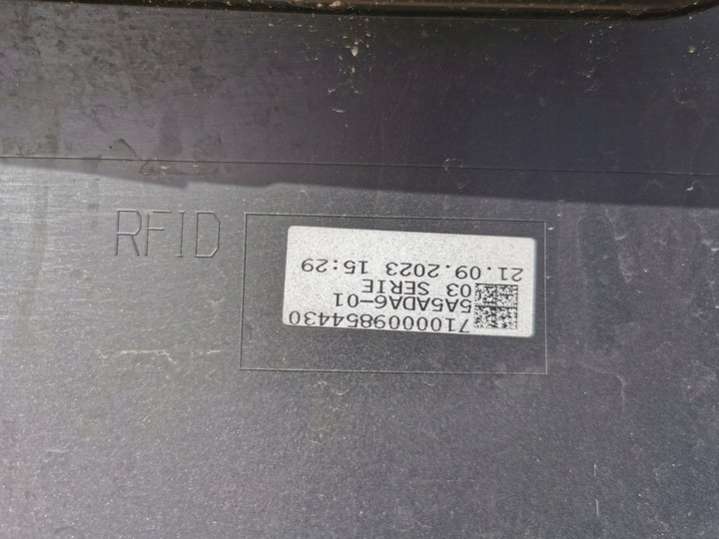 RFID
7100009854430
5A5ADA6-01
03 SERIE
21.09.2023 15:29